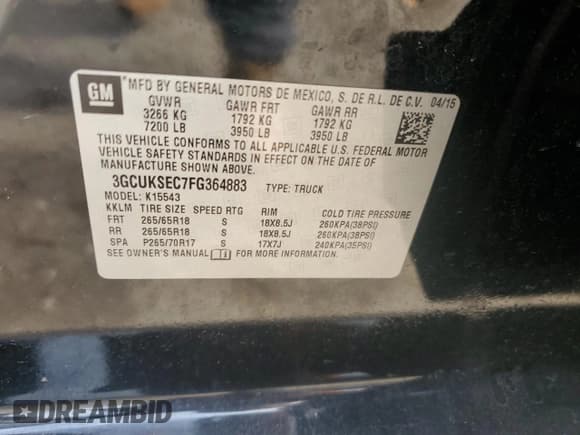 GM
*MFD BY GENERAL MOTORS DE MEXICO, S. DE R.L. DE C.V. 04/15
GVWR GAWR FRT GAWR RR
3266 KG 1792 KG 1792 KG
7200 LB 3950 LB 3950 LB
THIS VEHICLE CONFORMS TO ALL APPLICABLE U.S. FEDERAL MOTOR
VEHICLE SAFETY STANDARDS IN EFFECT ON THE DATE OF
MANUFACTURE SHOWN ABOVE.
3GCUKSEC7FG364883 TYPE: TRUCK
MODEL: K15543
KKLM TIRE SIZE SPEED RTG RIM COLD TIRE PRESSURE
FRT 265/65R18 S 18X8.5J 260KPA(38PSI)
RR 265/65R18 S 18X8.5J 260KPA(38PSI)
SPA P265/70R17 S 17X7J 240KPA(35PSI)
SEE OWNER'S MANUAL FOR MORE INFORMATION.
DREAMBID